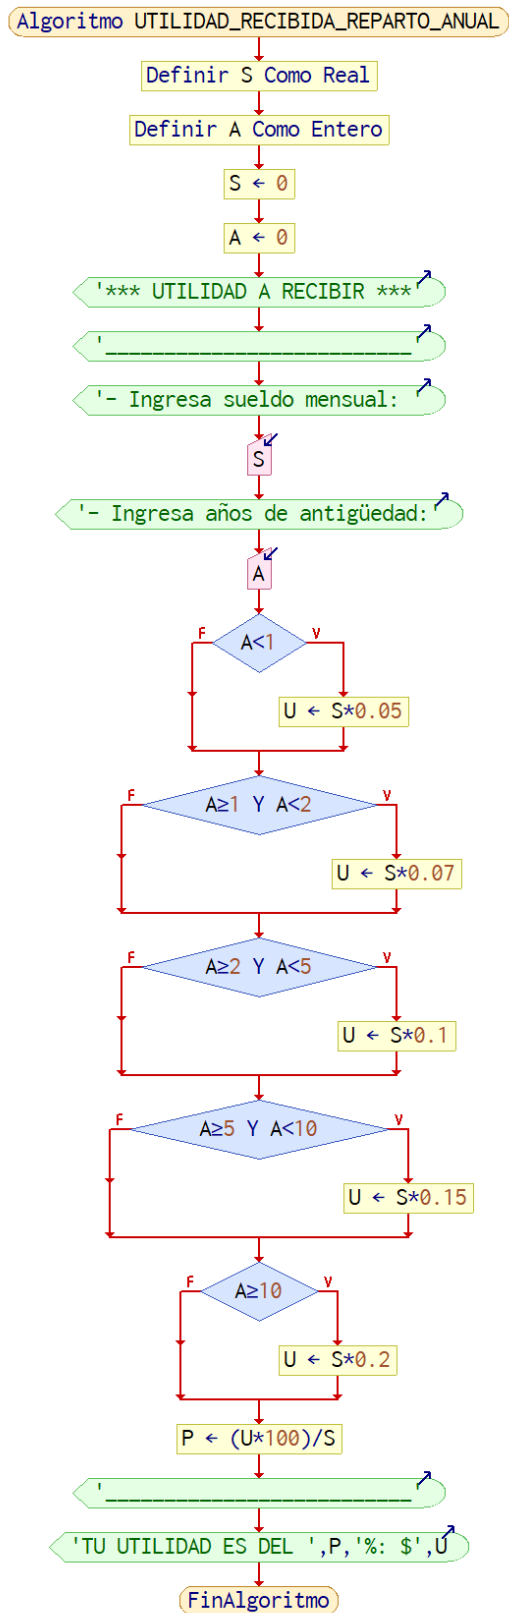 Algoritmo UTILIDAD_RECIBIDA_REPARTO_ANUAL
Definir S Como Real
Definir A Como Entero
S ← 0
A ← 0
'*** UTILIDAD A RECIBIR ***'
'__________________________'
'- Ingresa sueldo mensual: '
S
'- Ingresa años de antigüedad:'
A
F V
A<1
U ← S*0.05
F V
A≥1 Y A<2
U ← S*0.07
F V
A≥2 Y A<5
U ← S*0.1
F V
A≥5 Y A<10
U ← S*0.15
F V
A≥10
U ← S*0.2
P ← (U*100)/S
'__________________________'
'TU UTILIDAD ES DEL ',P,'%: $',U
FinAlgoritmo